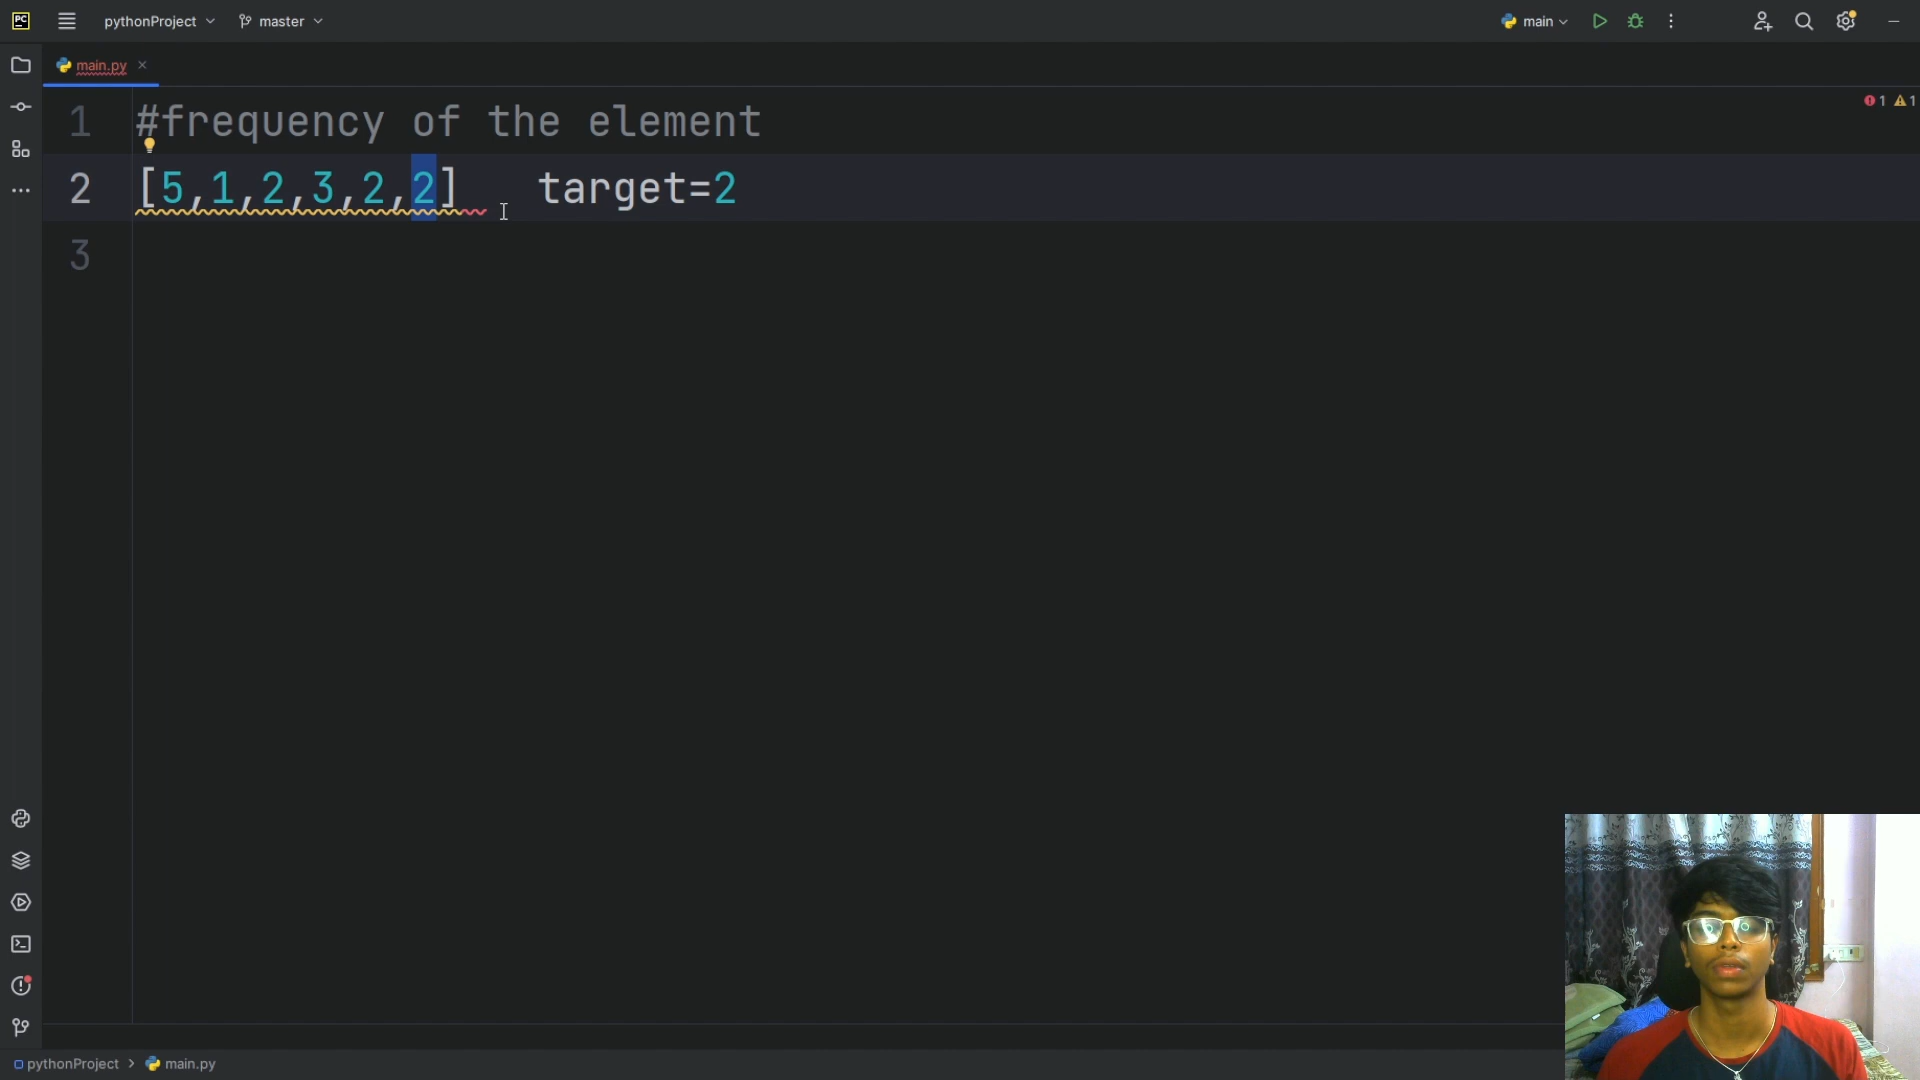 PC pythonProject master main
main.py
1 #frequency of the element
1 1
2 [5,1,2,3,2,2] target=2
3
pythonProject > main.py